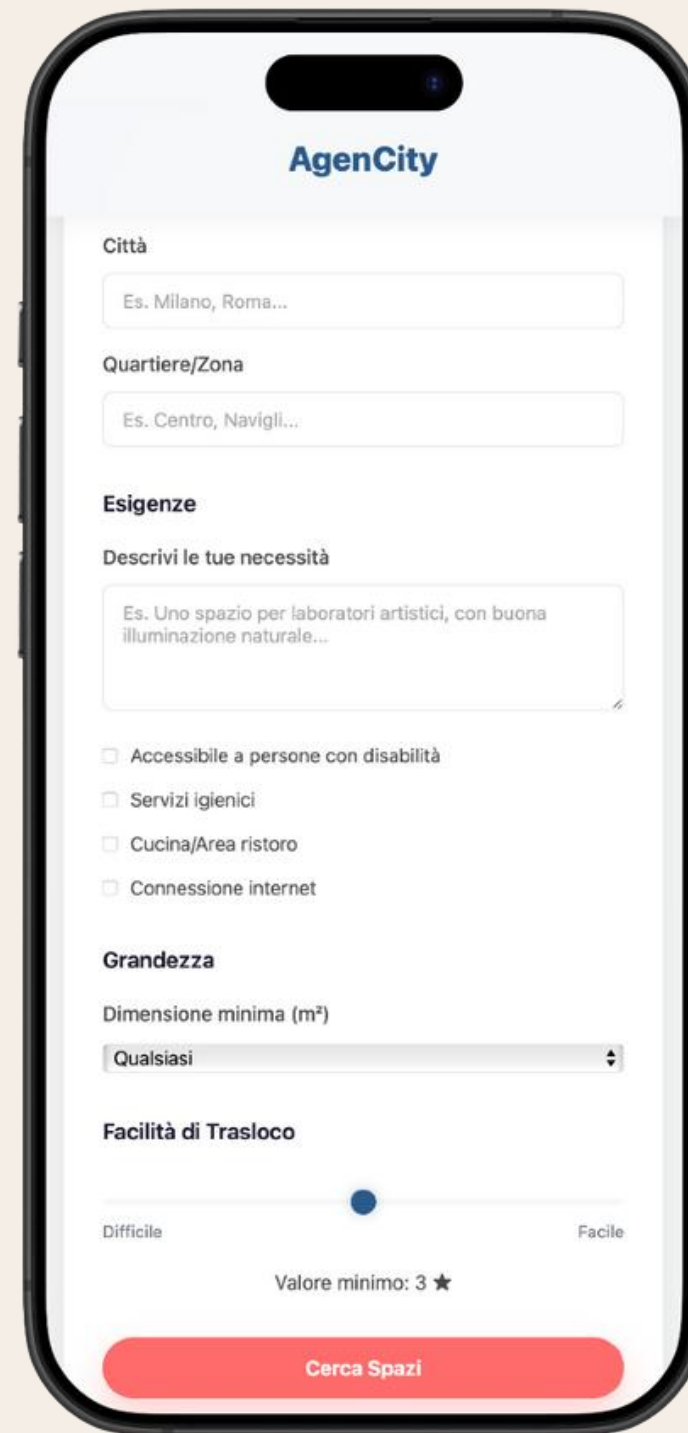 AgenCity
Città
Es. Milano, Roma...
Quartiere/Zona
Es. Centro, Navigli...
Esigenze
Descrivi le tue necessità
Es. Uno spazio per laboratori artistici, con buona
illuminazione naturale...
Accessibile a persone con disabilità
Servizi igienici
Cucina/Area ristoro
Connessione internet
Grandezza
Dimensione minima (m²)
Qualsiasi
Facilità di Trasloco
Difficile Facile
Valore minimo: 3 ★
Cerca Spazi